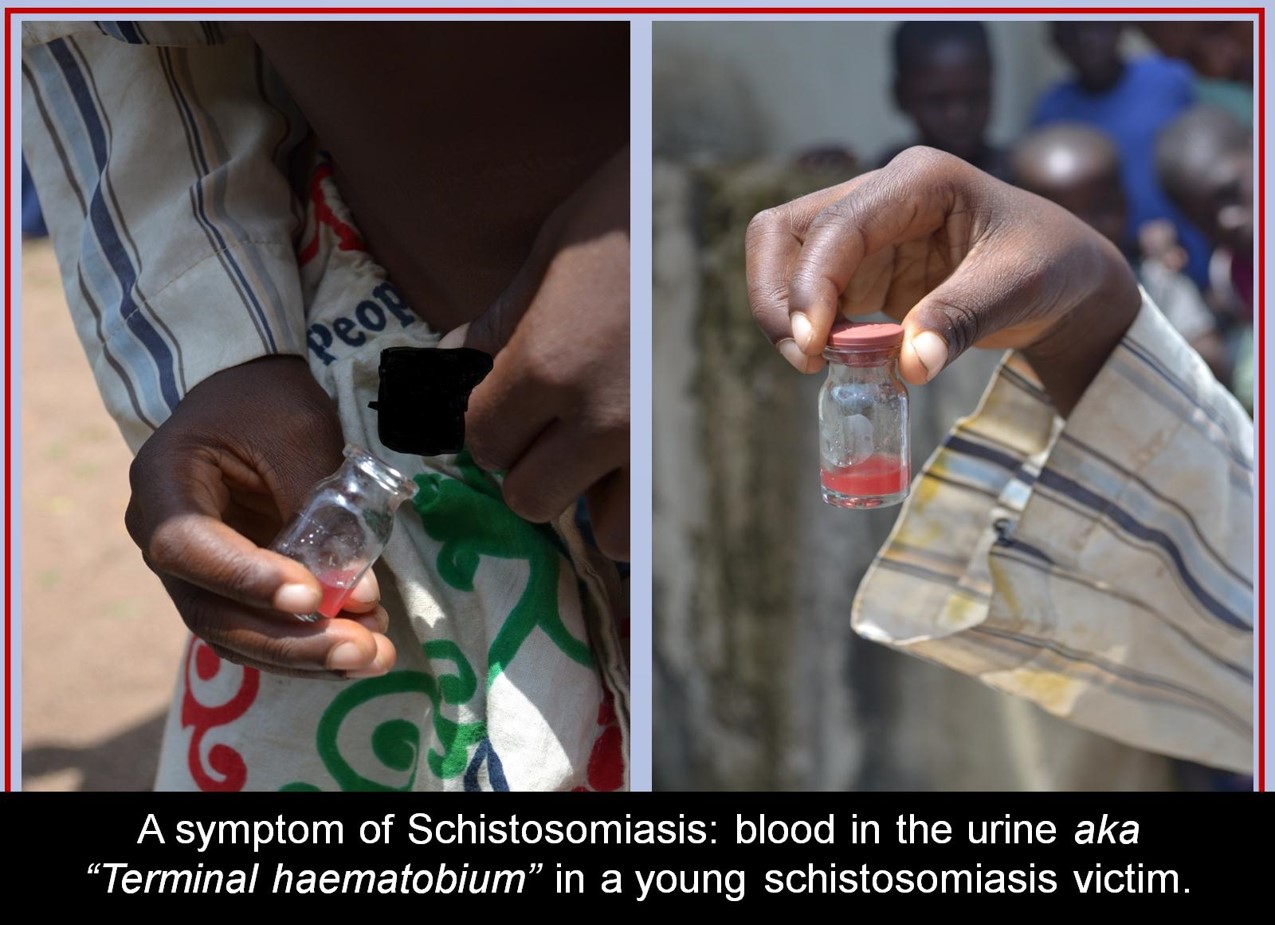 Peop
A symptom of Schistosomiasis: blood in the urine aka
“Terminal haematobium” in a young schistosomiasis victim.